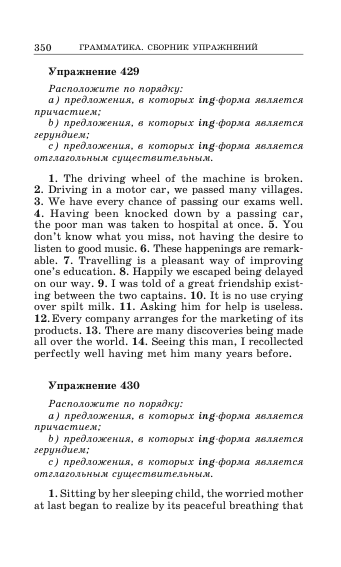 350 ГРАММАТИКА. СБОРНИК УПРАЖНЕНИЙ
Упражнение 429
Расположите по порядку:
a) предложения, в которых ing-форма является
причастием;
b) предложения, в которых ing-форма является
герундием;
c) предложения, в которых ing-форма является
отглагольным существительным.
1. The driving wheel of the machine is broken.
2. Driving in a motor car, we passed many villages.
3. We have every chance of passing our exams well.
4. Having been knocked down by a passing car,
the poor man was taken to hospital at once. 5. You
don't know what you miss, not having the desire to
listen to good music. 6. These happenings are remark-
able. 7. Travelling is a pleasant way of improving
one's education. 8. Happily we escaped being delayed
on our way. 9. I was told of a great friendship exist-
ing between the two captains. 10. It is no use crying
over spilt milk. 11. Asking him for help is useless.
12. Every company arranges for the marketing of its
products. 13. There are many discoveries being made
all over the world. 14. Seeing this man, I recollected
perfectly well having met him many years before.
Упражнение 430
Расположите по порядку:
a) предложения, в которых ing-форма является
причастием;
b) предложения, в которых ing-форма является
герундием;
c) предложения, в которых ing-форма является
отглагольным существительным.
1. Sitting by her sleeping child, the worried mother
at last began to realize by its peaceful breathing that